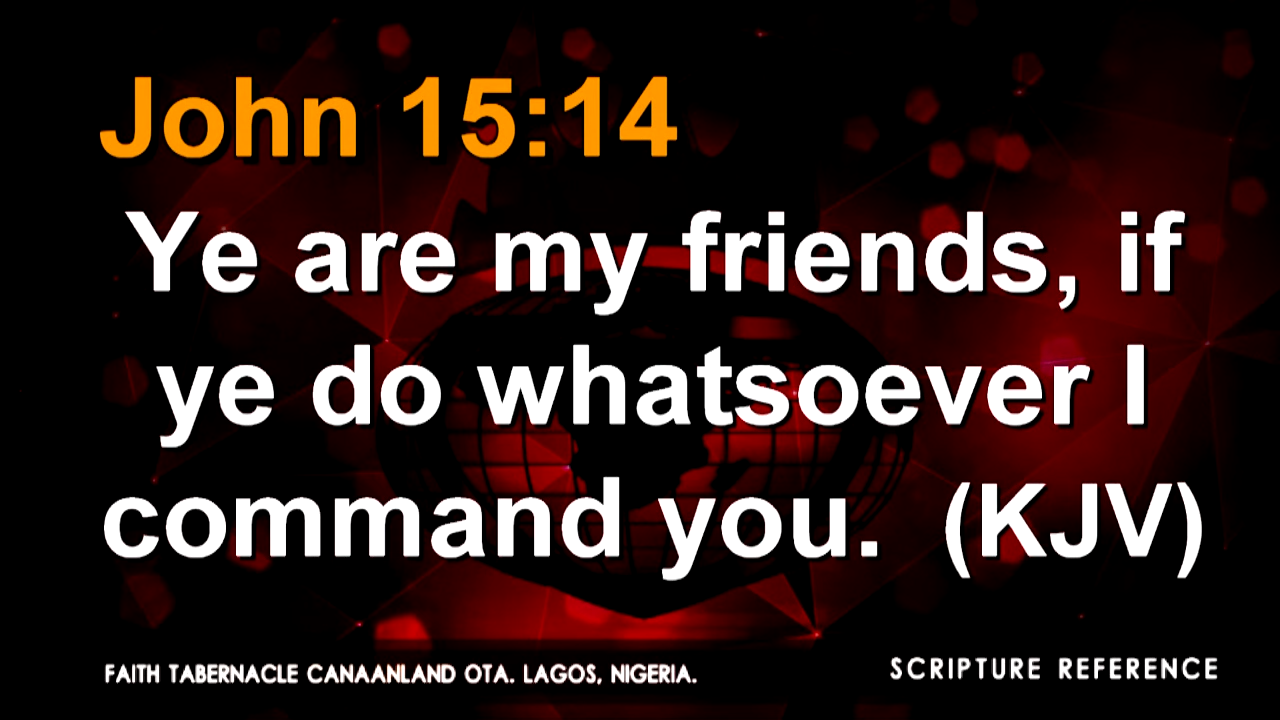 John 15:14
Ye are my friends, if
ye do whatsoever I
command you. (KJV)
FAITH TABERNACLE CANAANLAND OTA. LAGOS, NIGERIA.
SCRIPTURE REFERENCE